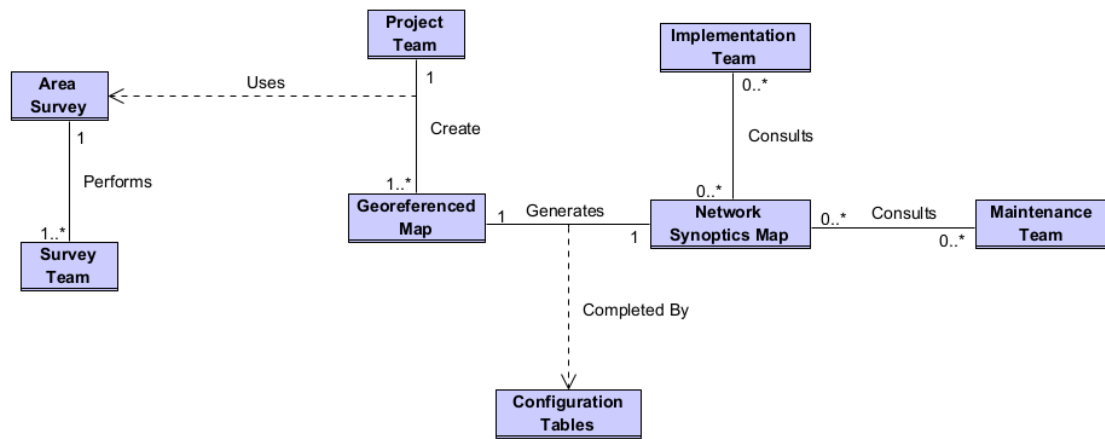 Project
Team
Implementation
Team
Area
Survey
Uses
1
0..*
1
Create
Consults
Performs
1..*
0..*
Georeferenced
Map
1
Generates
1
Network
Synoptics Map
0..*
Consults
0..*
Maintenance
Team
1..*
Survey
Team
Completed By
Configuration
Tables